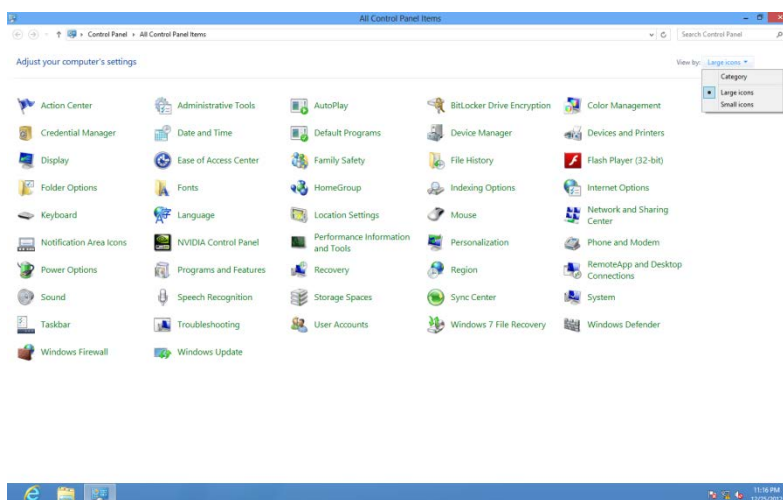 All Control Panel Items
Control Panel All Control Panel Items
Search Control Panel
Adjust your computer's settings
View by: Large icons
Category
Large icons
Small icons
Action Center
Administrative Tools
AutoPlay
BitLocker Drive Encryption
Color Management
Credential Manager
Date and Time
Default Programs
Device Manager
Devices and Printers
Display
Ease of Access Center
Family Safety
File History
Flash Player (32-bit)
Folder Options
Fonts
HomeGroup
Indexing Options
Internet Options
Keyboard
Language
Location Settings
Mouse
Network and Sharing
Center
Notification Area Icons
NVIDIA Control Panel
Performance Information
and Tools
Personalization
Phone and Modem
Power Options
Programs and Features
Recovery
Region
RemoteApp and Desktop
Connections
Sound
Speech Recognition
Storage Spaces
Sync Center
System
Taskbar
Troubleshooting
User Accounts
Windows 7 File Recovery
Windows Defender
Windows Firewall
Windows Update
11:16 PM